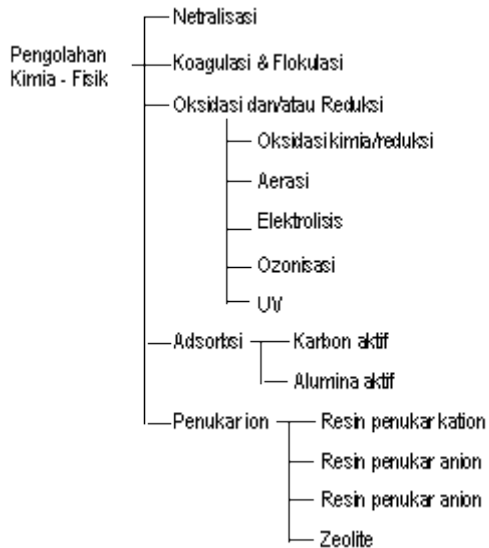 Netralisasi
Pengolahan
Kimia - Fisik
Koagulasi & Flokulasi
Oksidasi dan/atau Reduksi
Oksidasi kimia/reduksi
Aerasi
Elektrolisis
Ozonisasi
UV
Adsorbsi
Karbon aktif
Alumina aktif
Penukar ion
Resin penukar kation
Resin penukar anion
Resin penukar anion
Zeolite